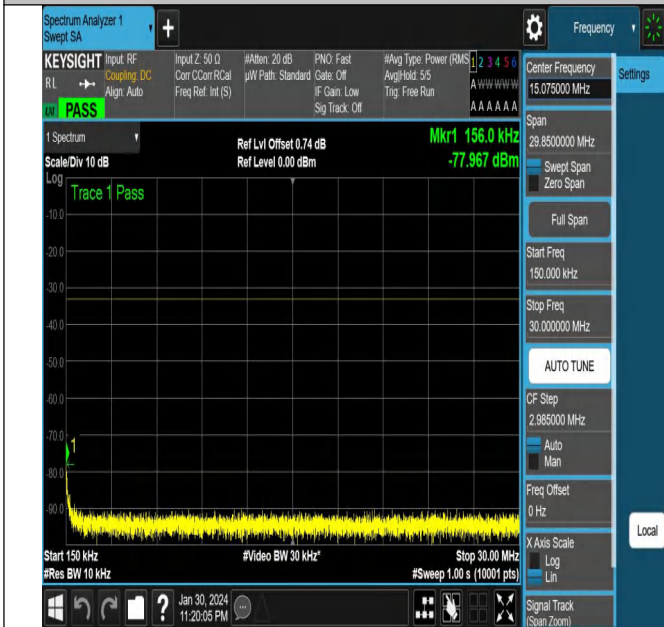 Spectrum Analyzer 1
Swept SA
Frequency
KEYSIGHT
RL
LXI
PASS
Input: RF
Coupling: DC
Align: Auto
Input Z: 50 Ω
Corr CCorr RCal
Freq Ref: Int (S)
#Atten: 20 dB
µW Path: Standard
PNO: Fast
Gate: Off
IF Gain: Low
Sig Track: Off
#Avg Type: Power (RMS
Avg|Hold: 5/5
Trig: Free Run
1 2 3 4 5 6
A W W W W W
A A A A A A
1 Spectrum
Scale/Div 10 dB
Ref Lvl Offset 0.74 dB
Ref Level 0.00 dBm
Mkr1 156.0 kHz
-77.967 dBm
Log
Trace 1 Pass
-10.0
-20.0
-30.0
-40.0
-50.0
-60.0
-70.0
1
-80.0
-90.0
Start 150 kHz
#Res BW 10 kHz
#Video BW 30 kHz*
Stop 30.00 MHz
#Sweep 1.00 s (10001 pts)
Jan 30, 2024
11:20:05 PM
Center Frequency
15.075000 MHz
Settings
Span
29.8500000 MHz
Swept Span
Zero Span
Full Span
Start Freq
150.000 kHz
Stop Freq
30.000000 MHz
AUTO TUNE
CF Step
2.985000 MHz
Auto
Man
Freq Offset
0 Hz
X Axis Scale
Log
Lin
Local
Signal Track
(Span Zoom)